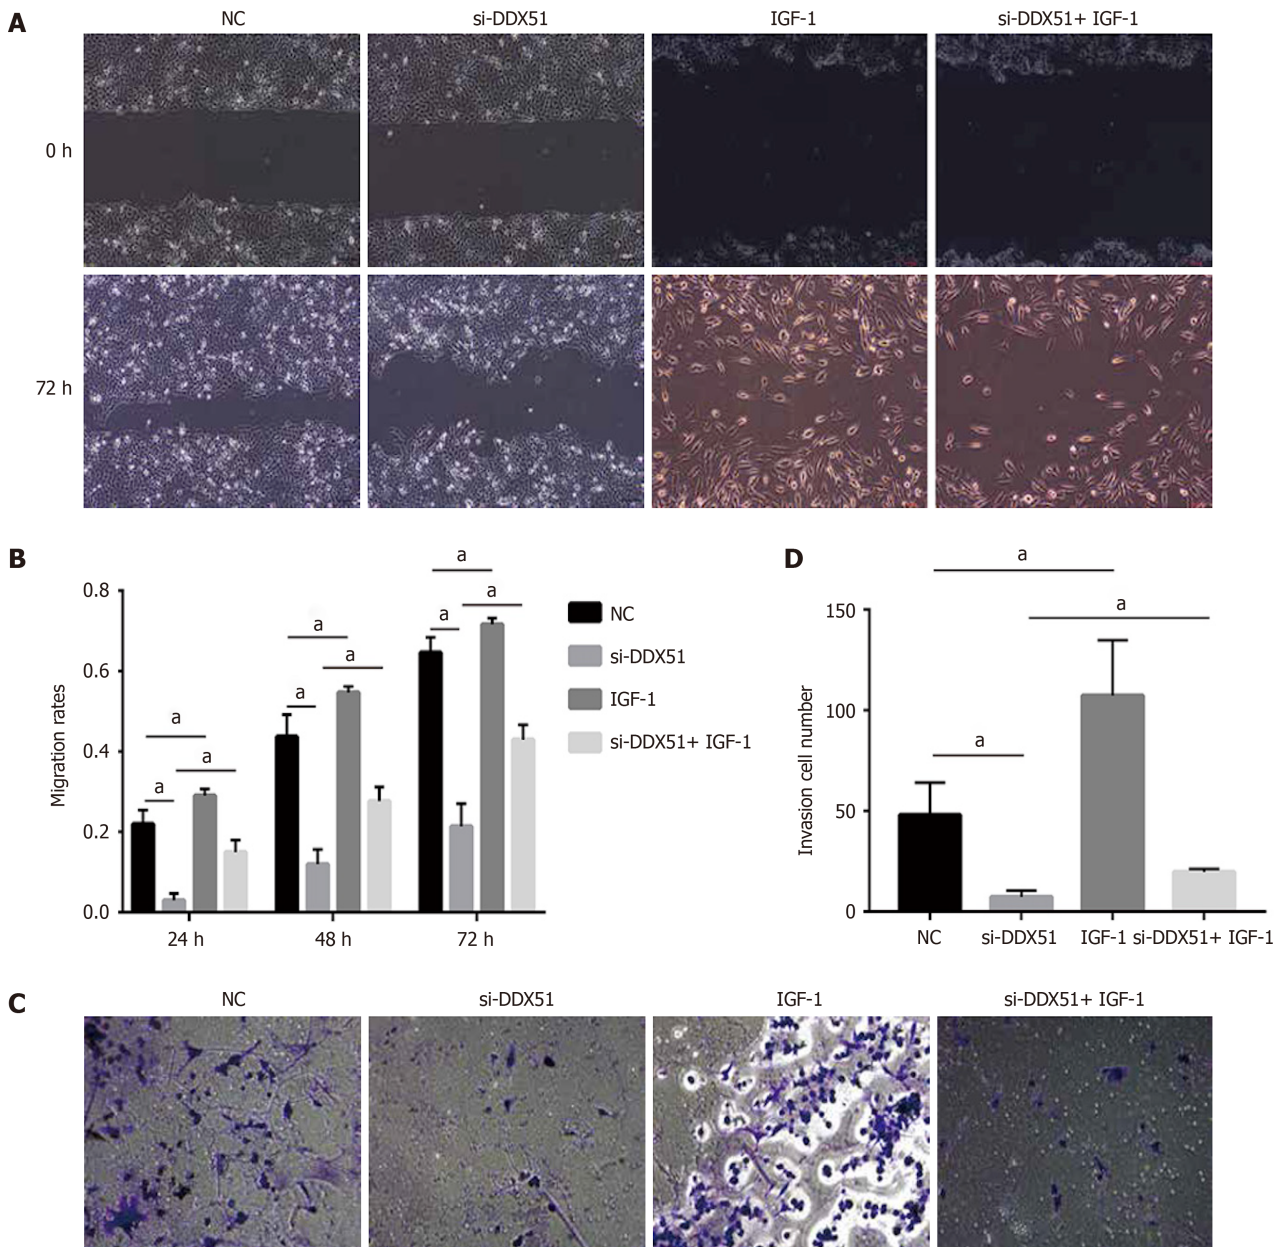 A
NC si-DDX51 IGF-1 si-DDX51+ IGF-1
0 h
72 h
B
Migration rates
0.8
0.6
0.4
0.2
0.0
a
a
a
a
a
a
a
a
a
24 h 48 h 72 h
NC
si-DDX51
IGF-1
si-DDX51+ IGF-1
D
Invasion cell number
150
100
50
0
a
a
a
NC si-DDX51 IGF-1 si-DDX51+ IGF-1
C
NC si-DDX51 IGF-1 si-DDX51+ IGF-1